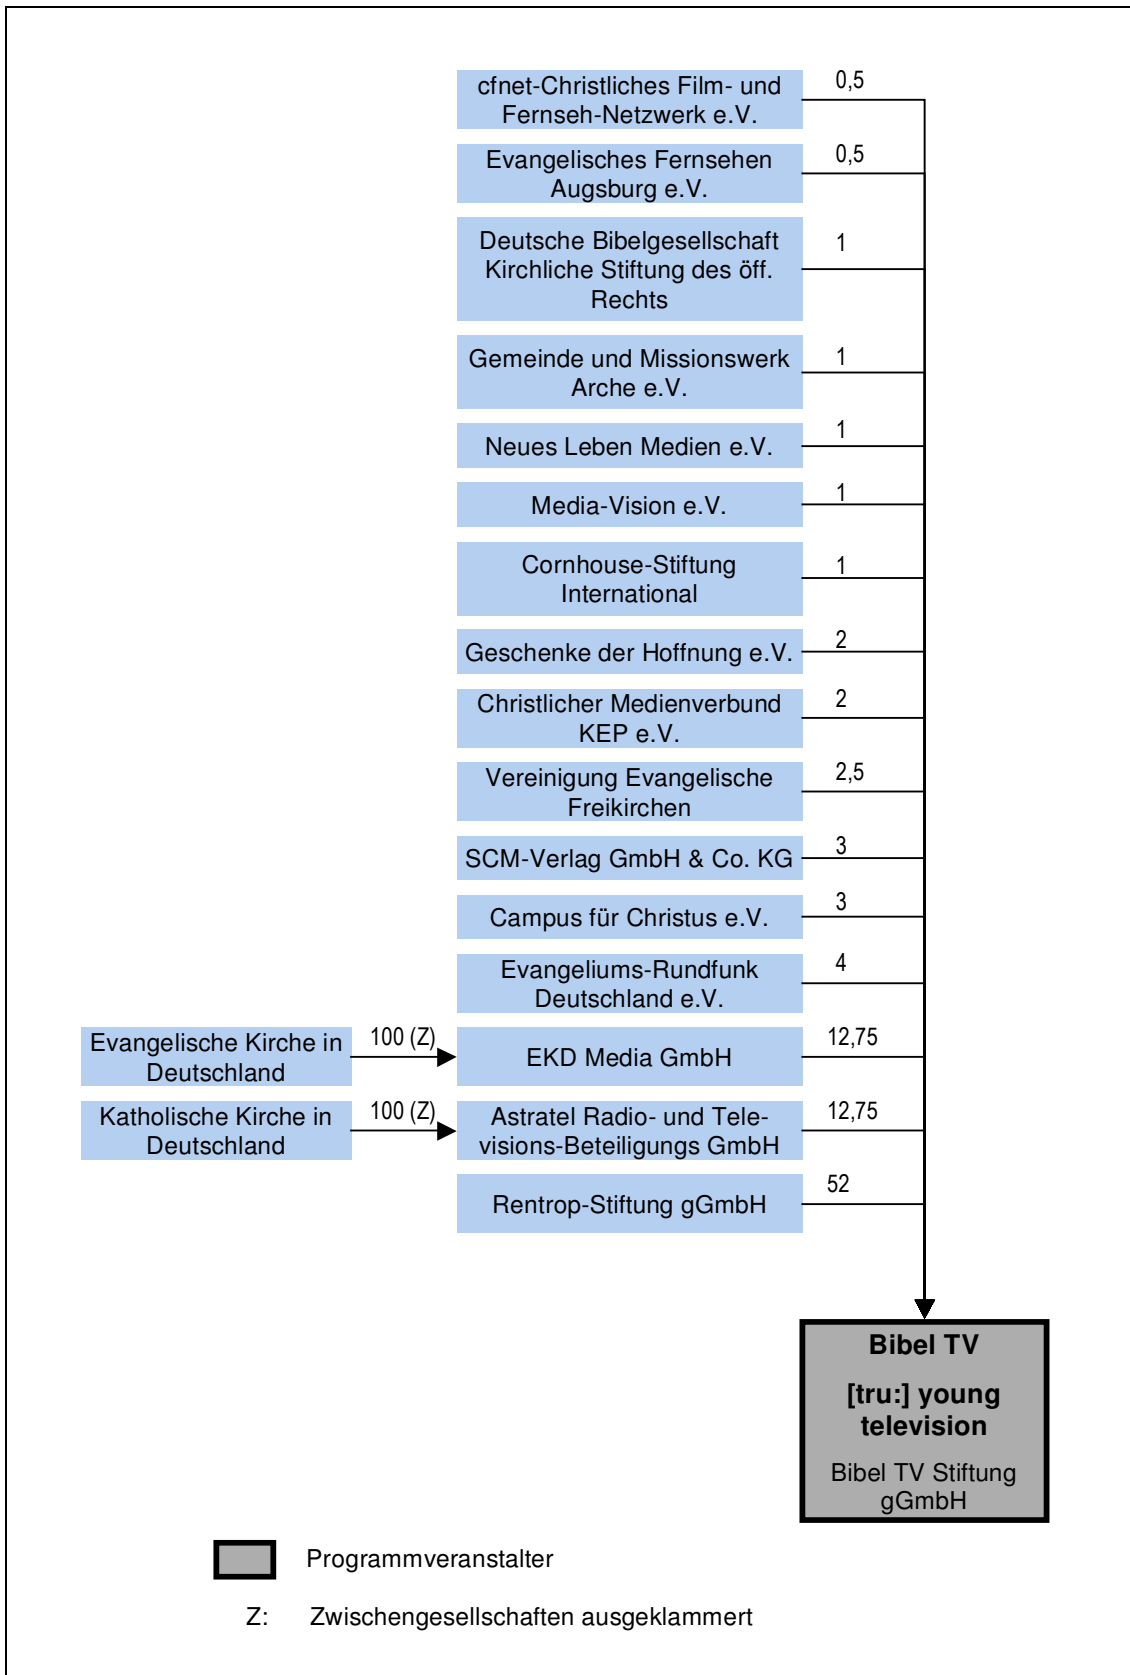 cfnet-Christliches Film- und
Fernseh-Netzwerk e.V.
0,5
Evangelisches Fernsehen
Augsburg e.V.
0,5
Deutsche Bibelgesellschaft
Kirchliche Stiftung des öff.
Rechts
1
Gemeinde und Missionswerk
Arche e.V.
1
Neues Leben Medien e.V.
1
Media-Vision e.V.
1
Cornhouse-Stiftung
International
1
Geschenke der Hoffnung e.V.
2
Christlicher Medienverbund
KEP e.V.
2
Vereinigung Evangelische
Freikirchen
2,5
SCM-Verlag GmbH & Co. KG
3
Campus für Christus e.V.
3
Evangeliums-Rundfunk
Deutschland e.V.
4
Evangelische Kirche in
Deutschland
100 (Z)
EKD Media GmbH
12,75
Katholische Kirche in
Deutschland
100 (Z)
Astratel Radio- und Tele-
visions-Beteiligungs GmbH
12,75
Rentrop-Stiftung gGmbH
52
Bibel TV
[tru:] young
television
Bibel TV Stiftung
gGmbH
Programmveranstalter
Z: Zwischengesellschaften ausgeklammert